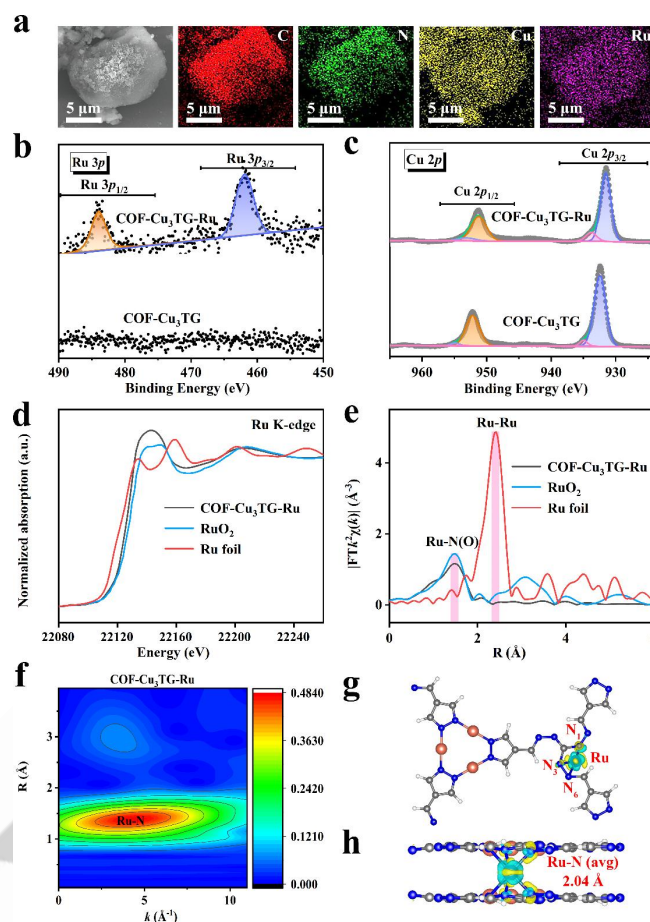 a
C
N
Cu
Ru
5 µm
5 µm
5 µm
5 µm
5 µm
b
Ru 3p
Ru 3p3/2
Ru 3p1/2
COF-Cu3TG-Ru
COF-Cu3TG
490 480 470 460 450
Binding Energy (eV)
c
Cu 2p
Cu 2p3/2
Cu 2p1/2
COF-Cu3TG-Ru
COF-Cu3TG
960 950 940 930
Binding Energy (eV)
d
Ru K-edge
COF-Cu3TG-Ru
RuO2
Ru foil
Normalized absorption (a.u.)
22080 22120 22160 22200 22240
Energy (eV)
e
Ru-Ru
COF-Cu3TG-Ru
RuO2
Ru foil
Ru-N(O)
|FTk²χ(k)| (Å⁻³)
4
2
0
0 2 4
R (Å)
f
COF-Cu3TG-Ru
0.4840
0.3630
0.2420
0.1210
0.000
Ru-N
R (Å)
3
2
1
0 5 10
k (Å⁻¹)
g
N1
Ru
N3
N6
h
Ru-N (avg)
2.04 Å